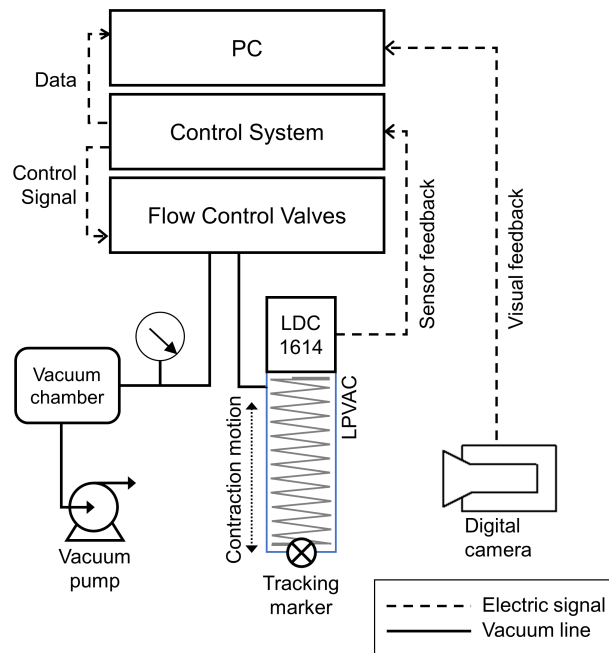 PC
Data
Control System
Control
Signal
Flow Control Valves
Sensor feedback
Visual feedback
LDC
1614
Vacuum
chamber
LPVAC
Contraction motion
Vacuum
pump
Digital
camera
Tracking
marker
Electric signal
Vacuum line